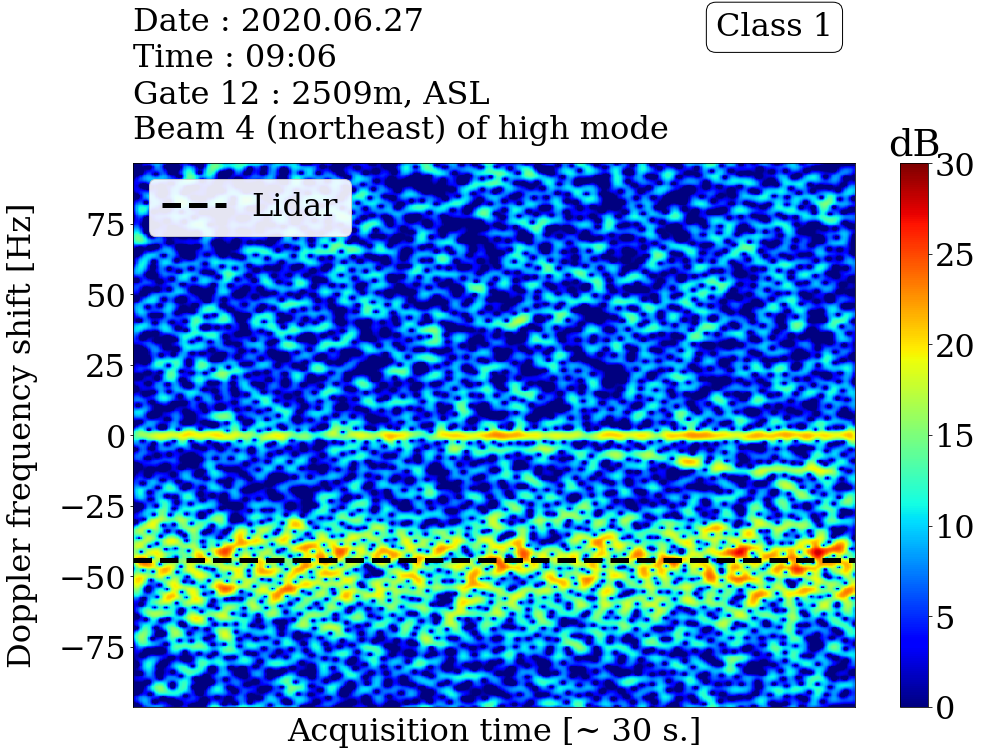 Date : 2020.06.27
Time : 09:06
Gate 12 : 2509m, ASL
Beam 4 (northeast) of high mode
Class 1
dB
Lidar
Doppler frequency shift [Hz]
75
50
25
0
−25
−50
−75
30
25
20
15
10
5
0
Acquisition time [~ 30 s.]